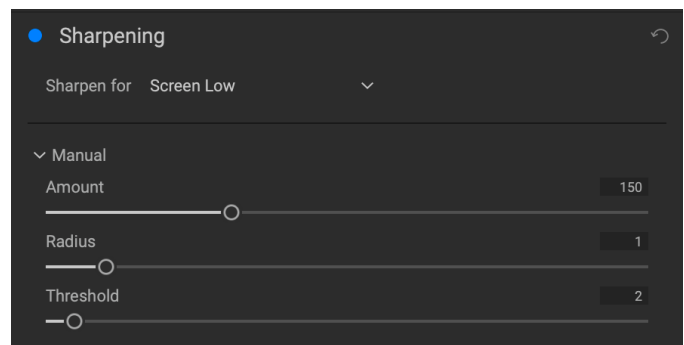 Sharpening
Sharpen for Screen Low
Manual
Amount 150
Radius 1
Threshold 2